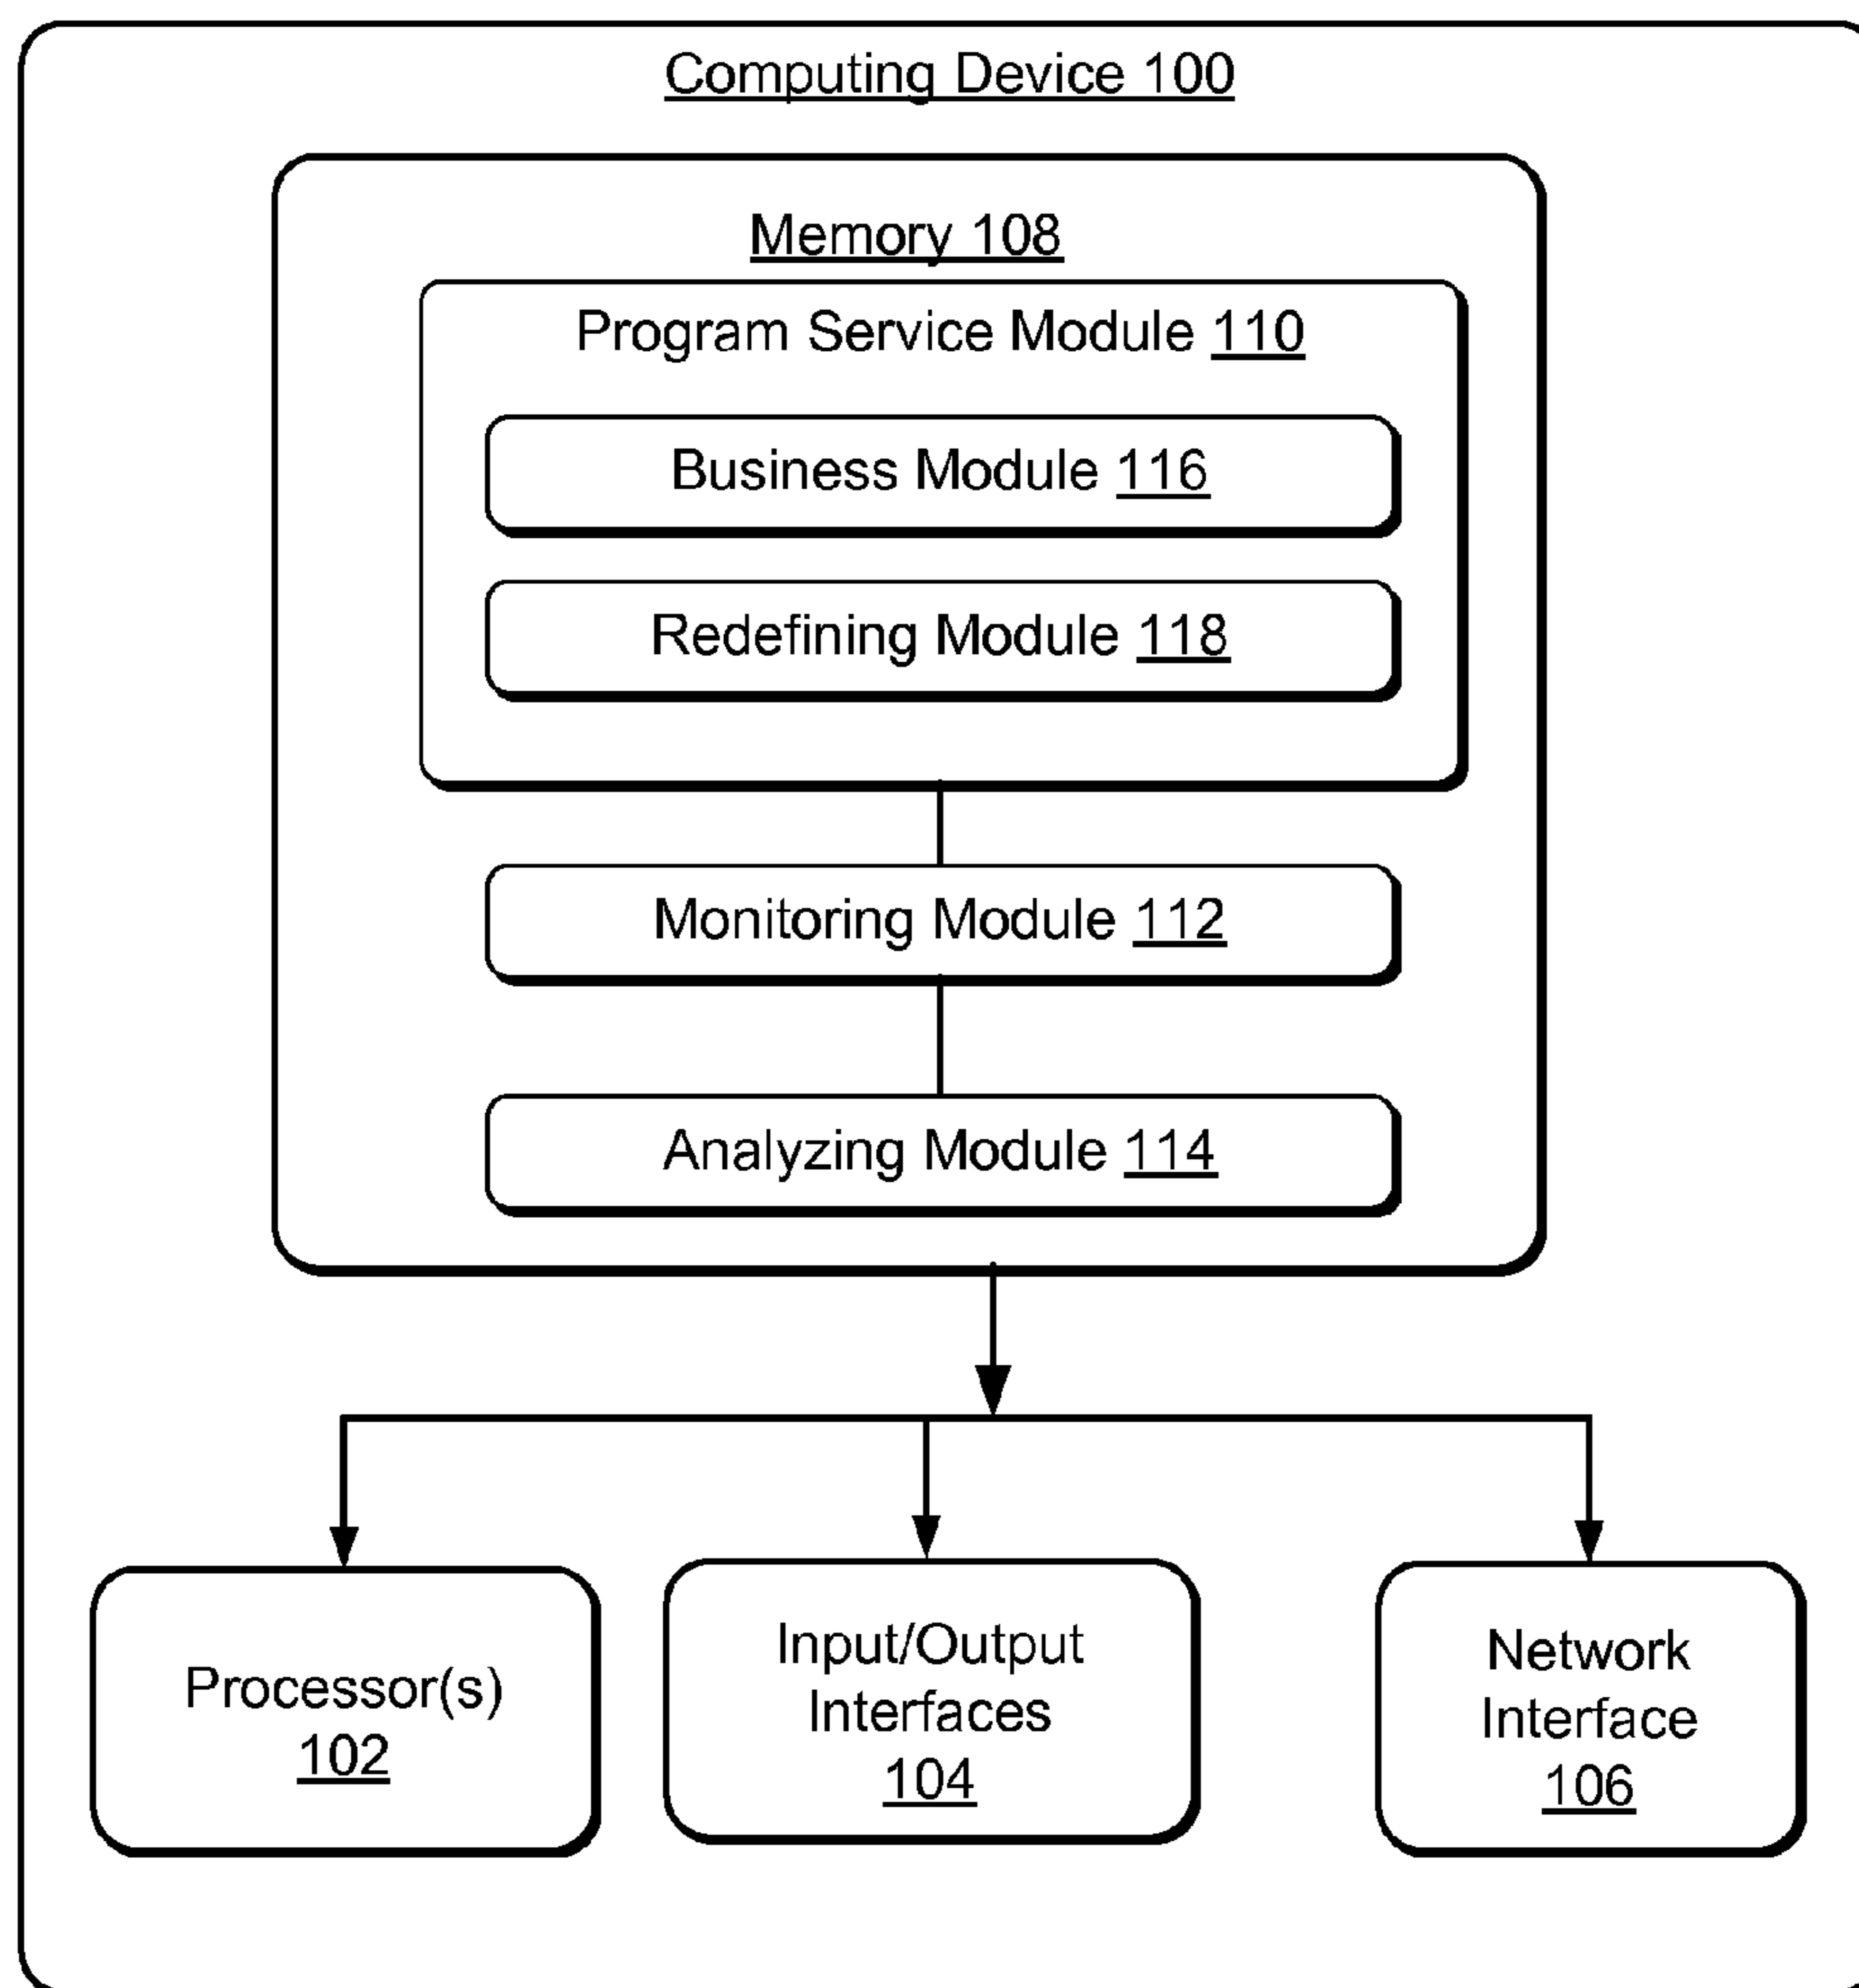 Computing Device 100
Memory 108
Program Service Module 110
Business Module 116
Redefining Module 118
Monitoring Module 112
Analyzing Module 114
Processor(s)
102
Input/Output
Interfaces
104
Network
Interface
106